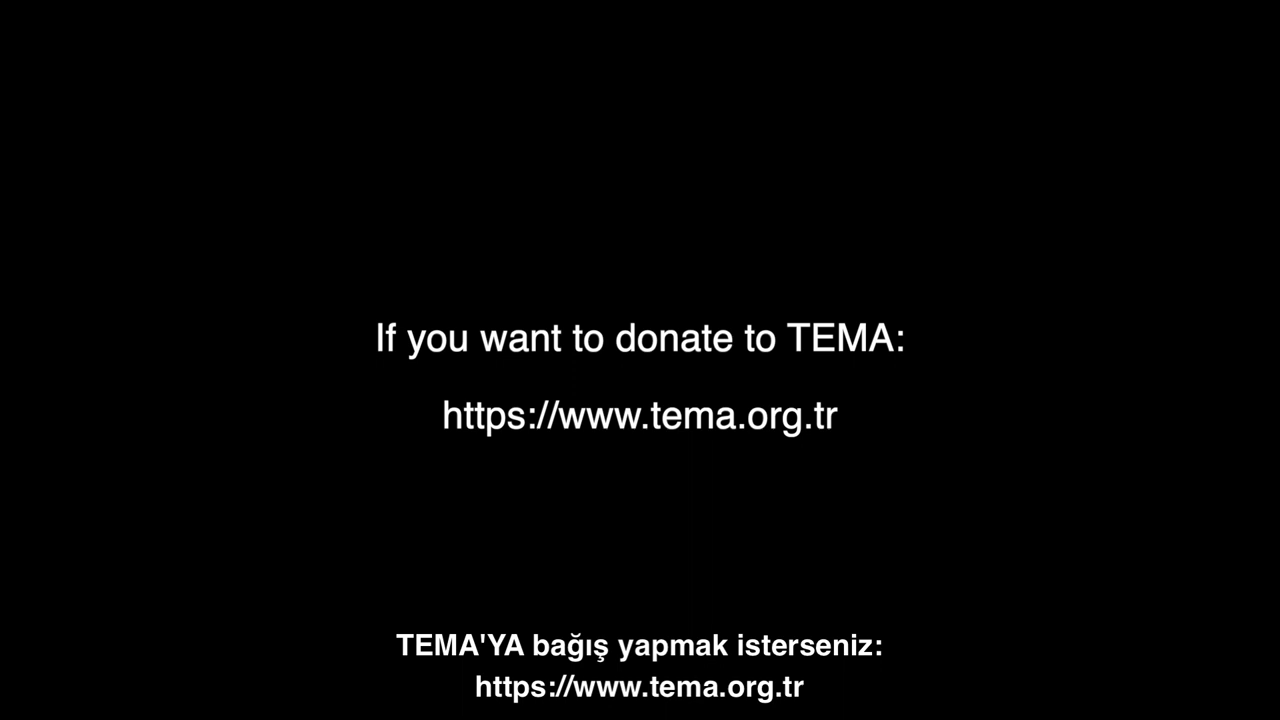 If you want to donate to TEMA:
https://www.tema.org.tr
TEMA'YA bağış yapmak isterseniz:
https://www.tema.org.tr